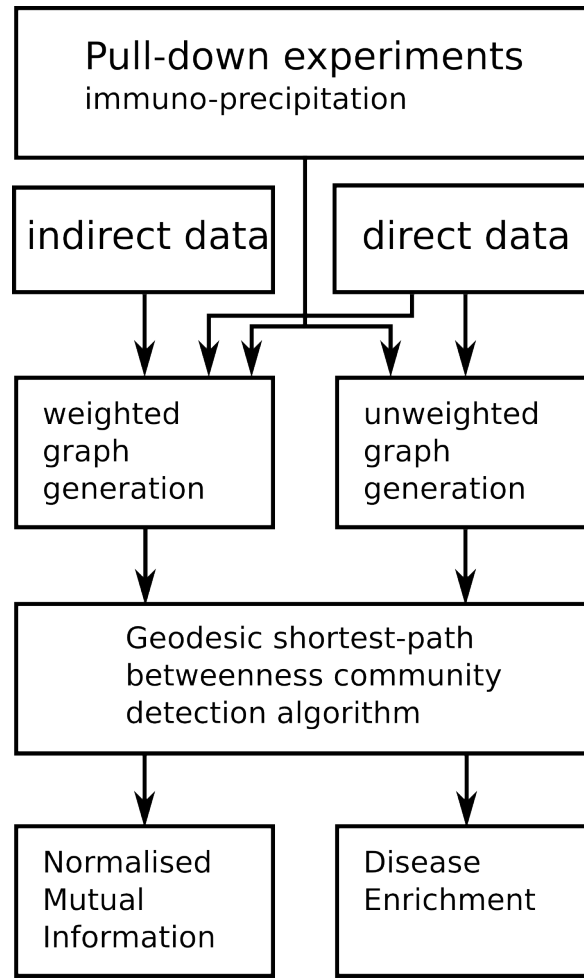 Pull-down experiments
immuno-precipitation
indirect data
direct data
weighted
graph
generation
unweighted
graph
generation
Geodesic shortest-path
betweenness community
detection algorithm
Normalised
Mutual
Information
Disease
Enrichment